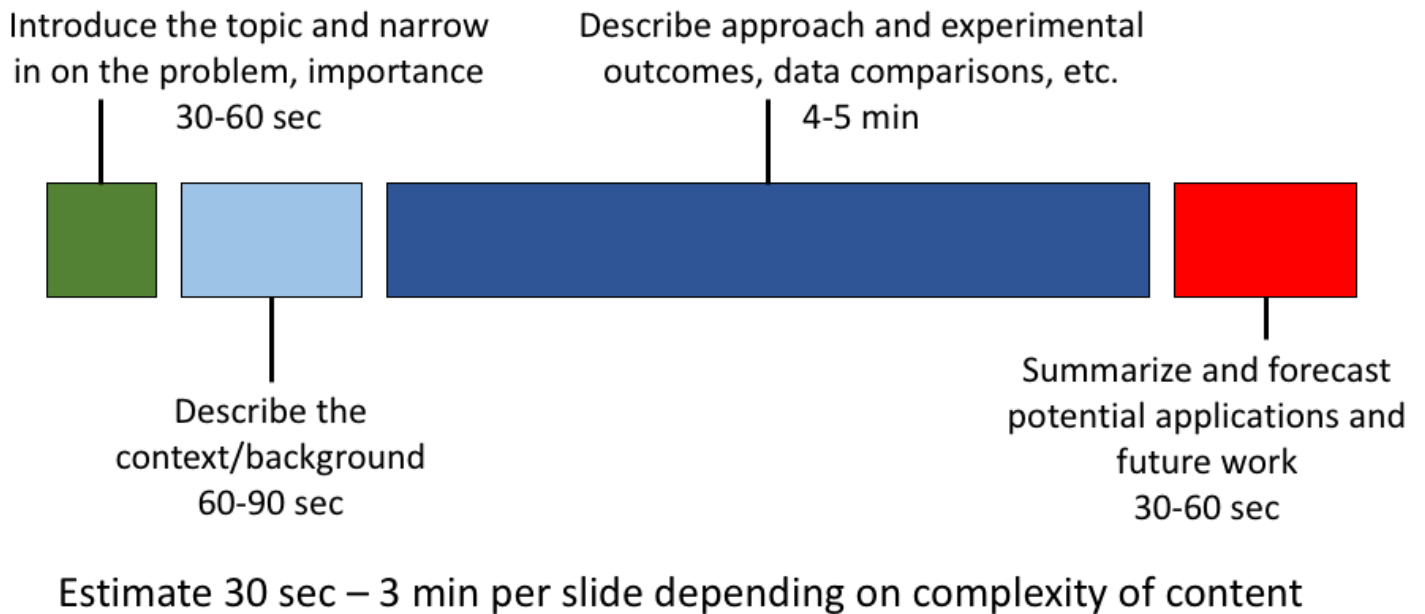 Introduce the topic and narrow
in on the problem, importance
30-60 sec
Describe approach and experimental
outcomes, data comparisons, etc.
4-5 min
Describe the
context/background
60-90 sec
Summarize and forecast
potential applications and
future work
30-60 sec
Estimate 30 sec – 3 min per slide depending on complexity of content